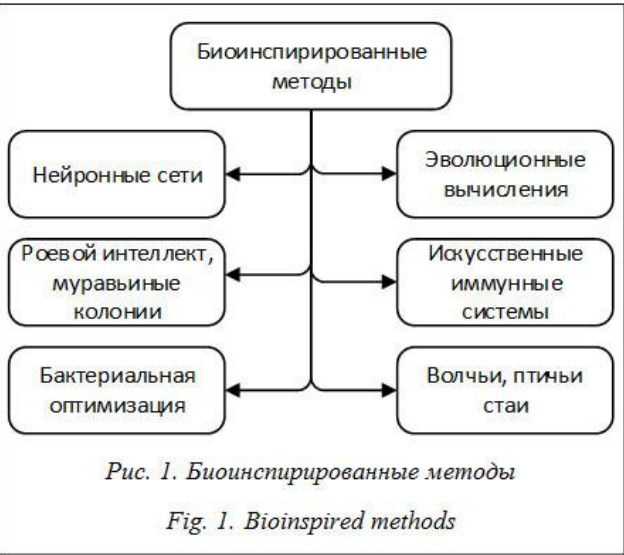 Биоинспирированные
методы
Нейронные сети
Эволюционные
вычисления
Роевой интеллект,
муравьиные
колонии
Искусственные
иммунные
системы
Бактериальная
оптимизация
Волчьи, птичьи
стаи
Рис. 1. Биоинспирированные методы
Fig. 1. Bioinspired methods